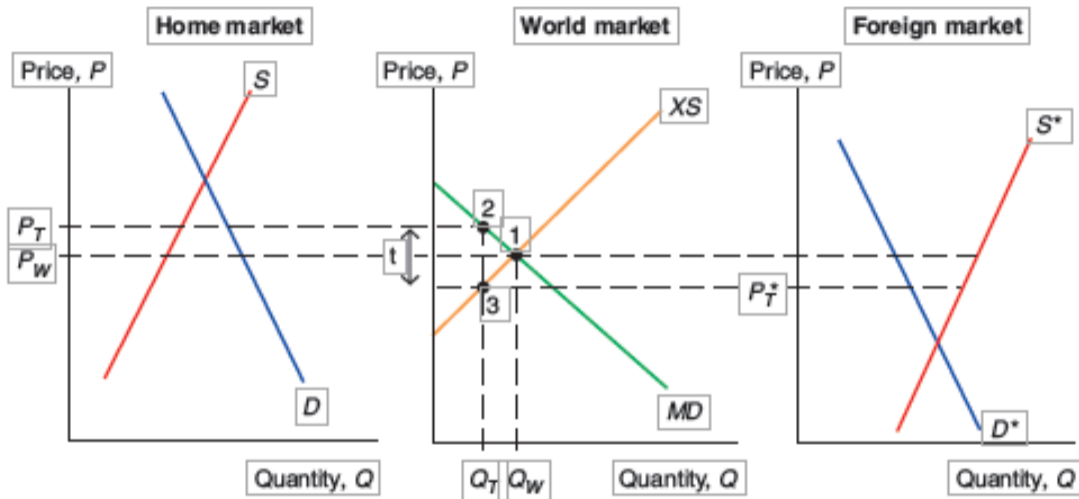 Home market
World market
Foreign market
Price, P
Price, P
Price, P
S
XS
S*
2
P_T
1
t
P_W
P*_T
3
D
MD
D*
Quantity, Q
Q_T
Q_W
Quantity, Q
Quantity, Q